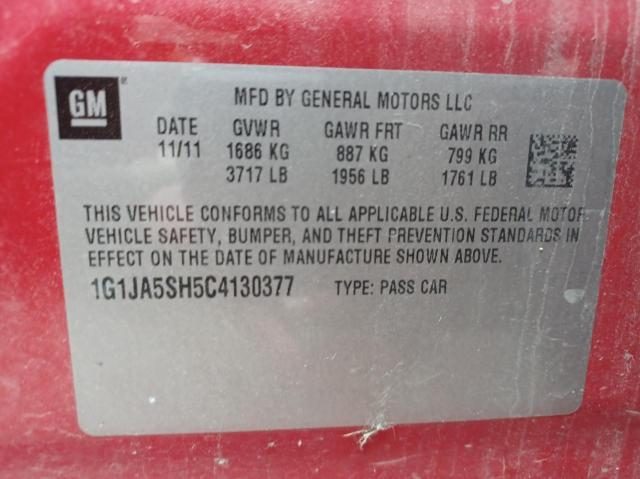 GM
MFD BY GENERAL MOTORS LLC
DATE GVWR GAWR FRT GAWR RR
11/11 1686 KG 887 KG 799 KG
3717 LB 1956 LB 1761 LB
THIS VEHICLE CONFORMS TO ALL APPLICABLE U.S. FEDERAL MOTOR
VEHICLE SAFETY, BUMPER, AND THEFT PREVENTION STANDARDS IN
EFFECT ON THE DATE OF MANUFACTURE SHOWN ABOVE.
1G1JA5SH5C4130377 TYPE: PASS CAR